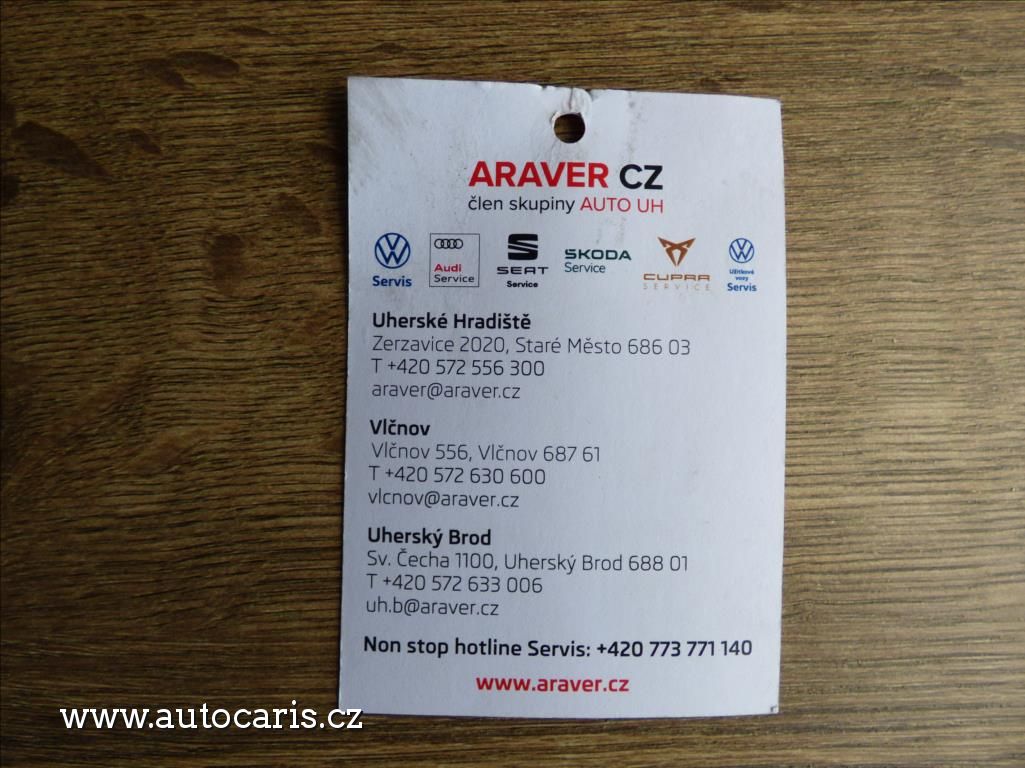 ARAVER CZ
člen skupiny AUTO UH
Servis
Audi
Service
SEAT
Service
ŠKODA
Service
CUPRA
SERVICE
Užitkové
vozy
Servis
Uherské Hradiště
Zerzavice 2020, Staré Město 686 03
T +420 572 556 300
araver@araver.cz
Vlčnov
Vlčnov 556, Vlčnov 687 61
T +420 572 630 600
vlcnov@araver.cz
Uherský Brod
Sv. Čecha 1100, Uherský Brod 688 01
T +420 572 633 006
uh.b@araver.cz
Non stop hotline Servis: +420 773 771 140
www.araver.cz
www.autocaris.cz